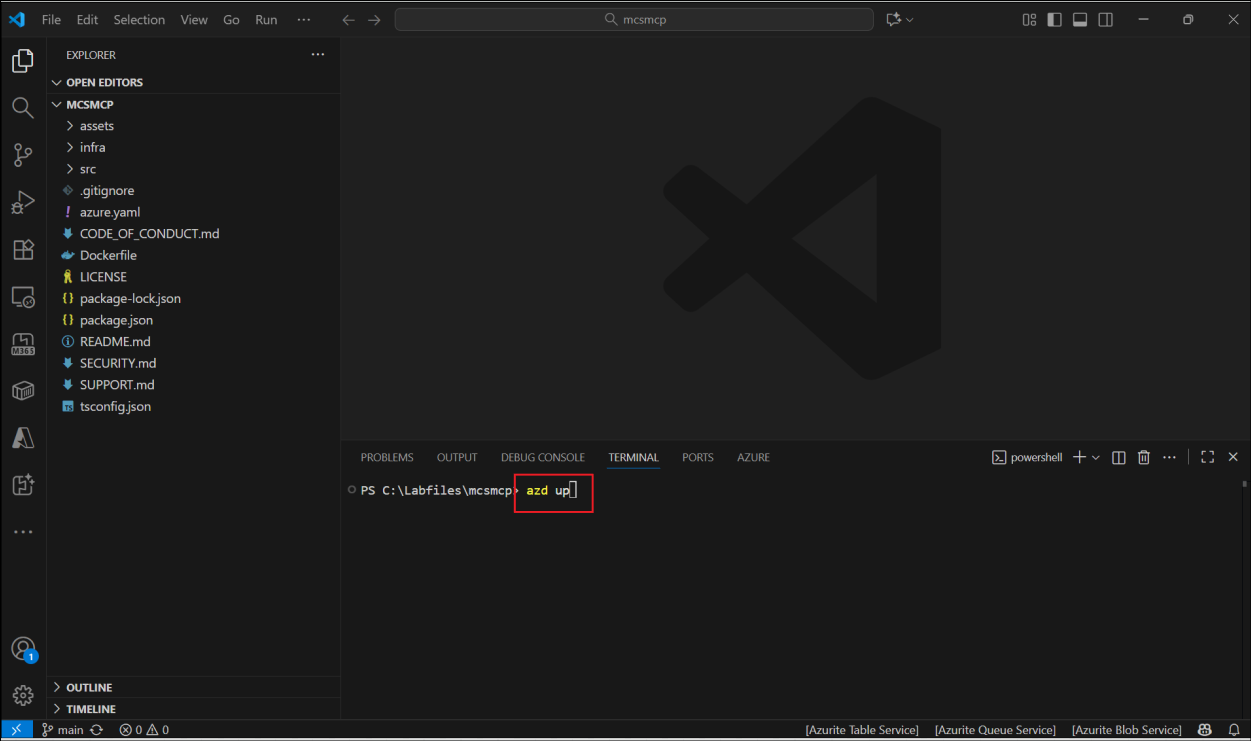 File Edit Selection View Go Run ··· mcsmcp
EXPLORER ···
OPEN EDITORS
MCSMCP
assets
infra
src
.gitignore
! azure.yaml
CODE_OF_CONDUCT.md
Dockerfile
LICENSE
{} package-lock.json
{} package.json
README.md
SECURITY.md
SUPPORT.md
TS tsconfig.json
M365
PROBLEMS OUTPUT DEBUG CONSOLE TERMINAL PORTS AZURE powershell
PS C:\Labfiles\mcsmcp> azd up
1
OUTLINE
TIMELINE
main 0 0 [Azurite Table Service] [Azurite Queue Service] [Azurite Blob Service]